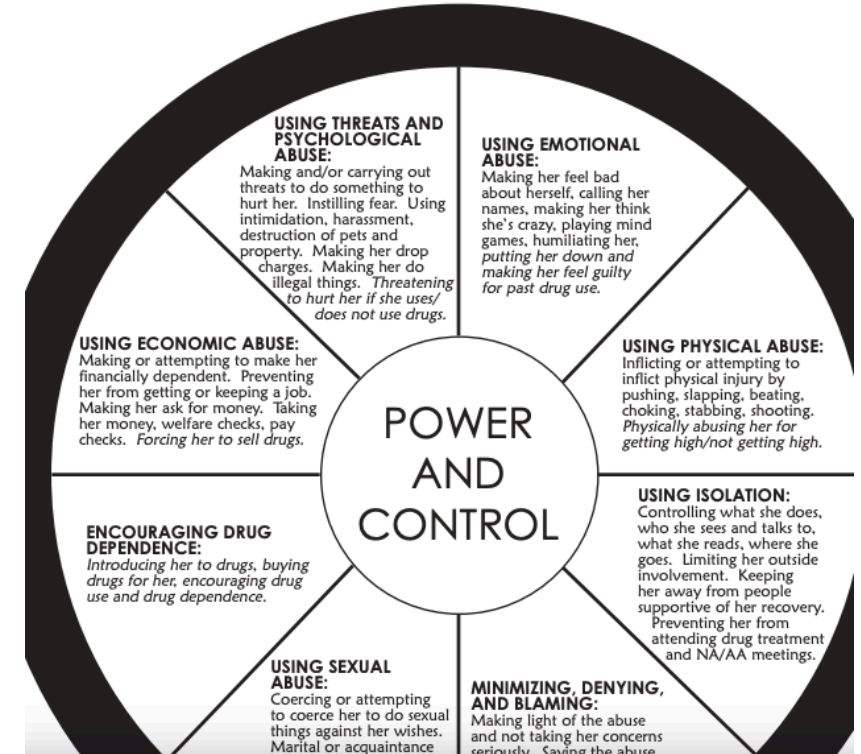 USING THREATS AND
PSYCHOLOGICAL
ABUSE:
Making and/or carrying out
threats to do something to
hurt her. Instilling fear. Using
intimidation, harassment,
destruction of pets and
property. Making her drop
charges. Making her do
illegal things. Threatening
to hurt her if she uses/
does not use drugs.
USING EMOTIONAL
ABUSE:
Making her feel bad
about herself, calling her
names, making her think
she's crazy, playing mind
games, humiliating her,
putting her down and
making her feel guilty
for past drug use.
USING ECONOMIC ABUSE:
Making or attempting to make her
financially dependent. Preventing
her from getting or keeping a job.
Making her ask for money. Taking
her money, welfare checks, pay
checks. Forcing her to sell drugs.
POWER
AND
CONTROL
USING PHYSICAL ABUSE:
Inflicting or attempting to
inflict physical injury by
pushing, slapping, beating,
choking, stabbing, shooting.
Physically abusing her for
getting high/not getting high.
ENCOURAGING DRUG
DEPENDENCE:
Introducing her to drugs, buying
drugs for her, encouraging drug
use and drug dependence.
USING ISOLATION:
Controlling what she does,
who she sees and talks to,
what she reads, where she
goes. Limiting her outside
involvement. Keeping
her away from people
supportive of her recovery.
Preventing her from
attending drug treatment
and NA/AA meetings.
USING SEXUAL
ABUSE:
Coercing or attempting
to coerce her to do sexual
things against her wishes.
Marital or acquaintance
MINIMIZING, DENYING,
AND BLAMING:
Making light of the abuse
and not taking her concerns
seriously. Saying the abuse